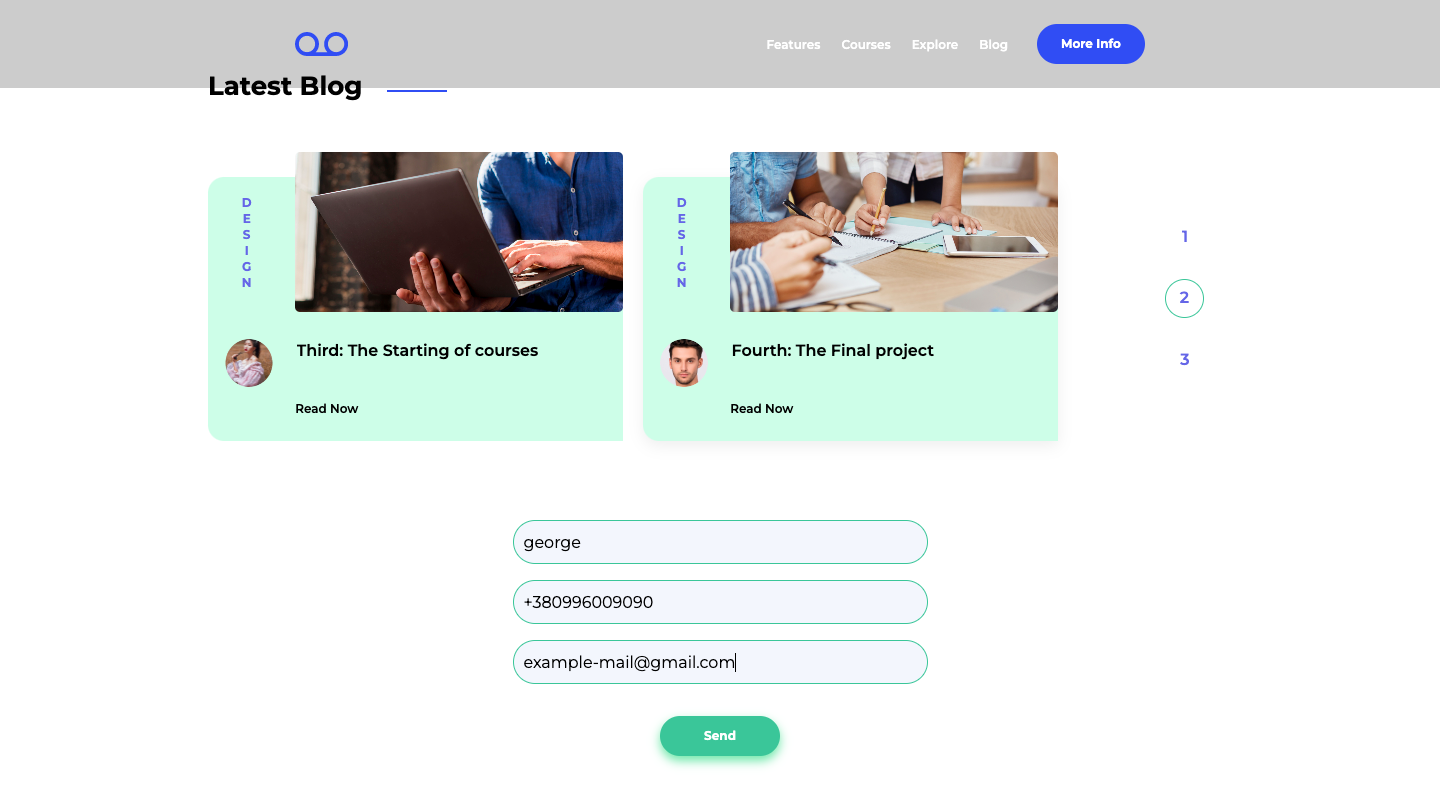 Features Courses Explore Blog More Info
Latest Blog
DESIGN
Third: The Starting of courses
Read Now
DESIGN
Fourth: The Final project
Read Now
1
2
3
george
+380996009090
example-mail@gmail.com
Send